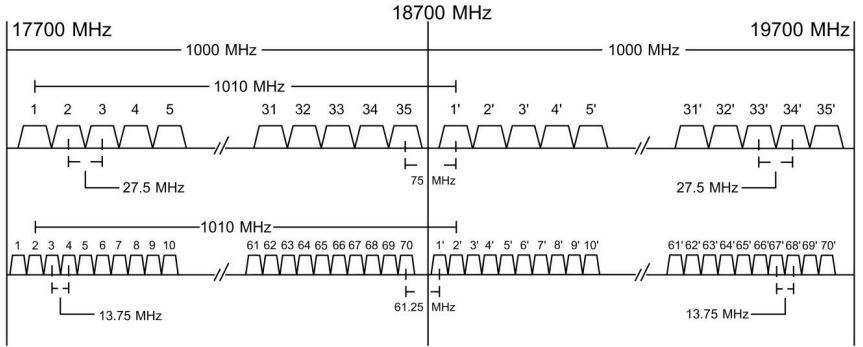 17700 MHz 18700 MHz 19700 MHz
1000 MHz 1000 MHz
1010 MHz
1 2 3 4 5 31 32 33 34 35 1' 2' 3' 4' 5' 31' 32' 33' 34' 35'
27.5 MHz 75 MHz 27.5 MHz
1010 MHz
1 2 3 4 5 6 7 8 9 10 61 62 63 64 65 66 67 68 69 70 1' 2' 3' 4' 5' 6' 7' 8' 9' 10' 61' 62' 63' 64' 65' 66' 67' 68' 69' 70'
13.75 MHz 61.25 MHz 13.75 MHz